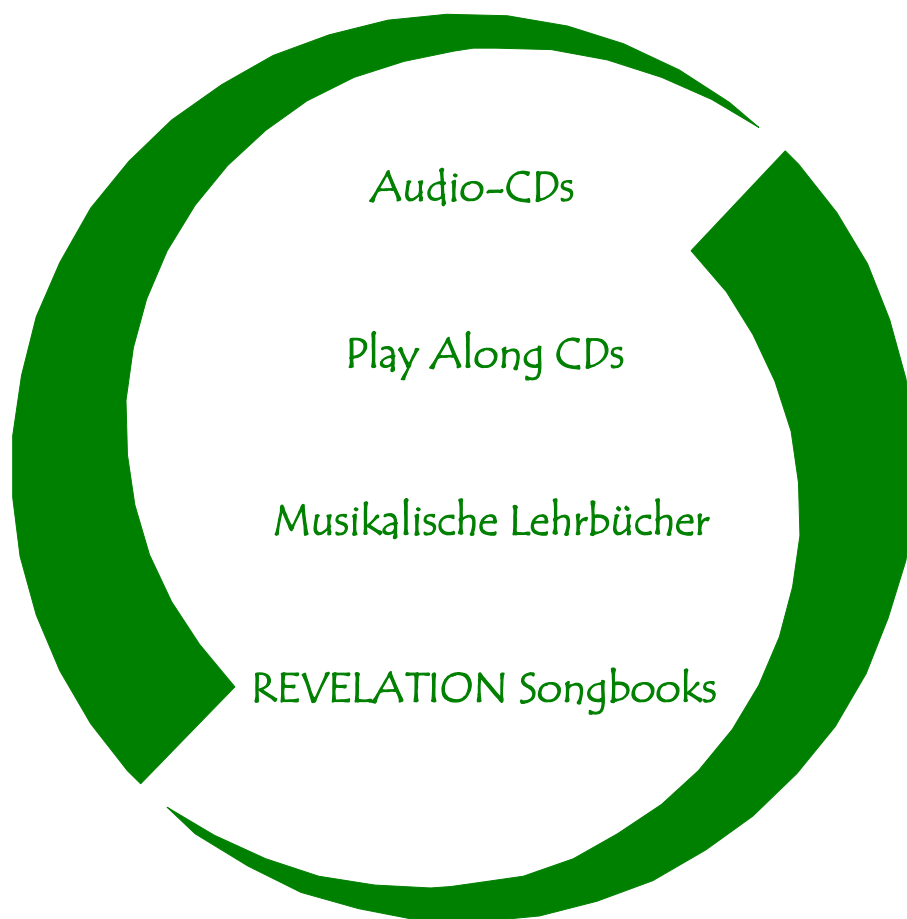 Audio-CDs
Play Along CDs
Musikalische Lehrbücher
REVELATION Songbooks